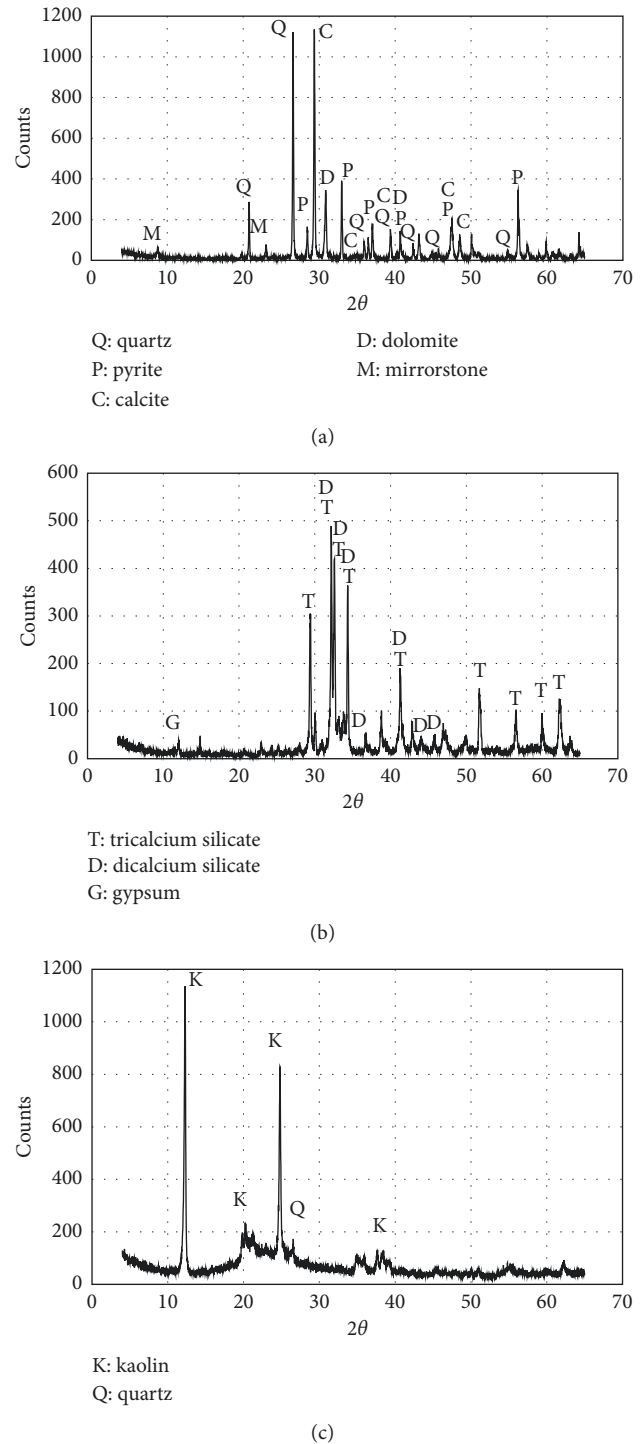 1200
1000
800
600
400
200
0
Counts
Q
C
Q
M
M
P
D
P
C
Q
P
C
Q
D
P
Q
Q
C
P
C
Q
P
0 10 20 30 40 50 60 70
2θ
Q: quartz D: dolomite
P: pyrite M: mirrorstone
C: calcite
(a)
600
500
400
300
200
100
0
Counts
G
T
D
T
D
T
D
T
D
D
T
D
D
T
T
T
T
0 10 20 30 40 50 60 70
2θ
T: tricalcium silicate
D: dicalcium silicate
G: gypsum
(b)
1200
1000
800
600
400
200
0
Counts
K
K
K
Q
K
0 10 20 30 40 50 60 70
2θ
K: kaolin
Q: quartz
(c)